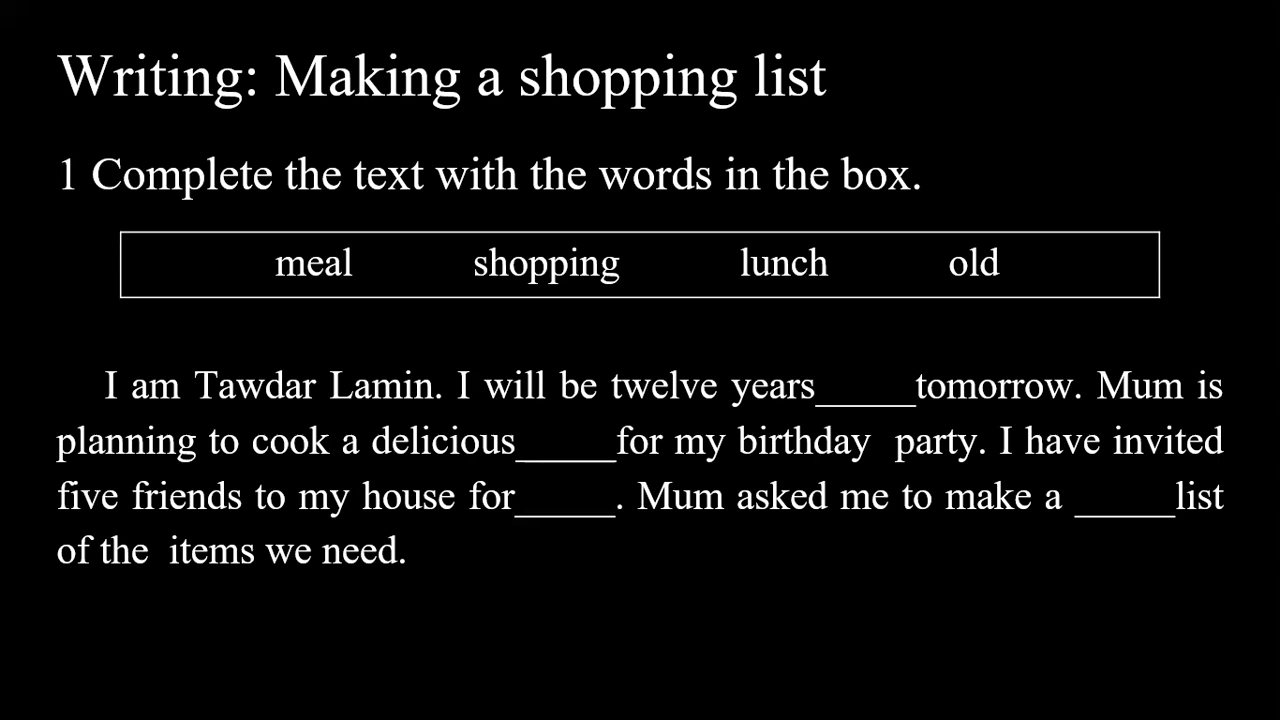 Writing: Making a shopping list
1 Complete the text with the words in the box.
meal shopping lunch old
I am Tawdar Lamin. I will be twelve years_____tomorrow. Mum is
planning to cook a delicious_____for my birthday party. I have invited
five friends to my house for_____. Mum asked me to make a _____list
of the items we need.